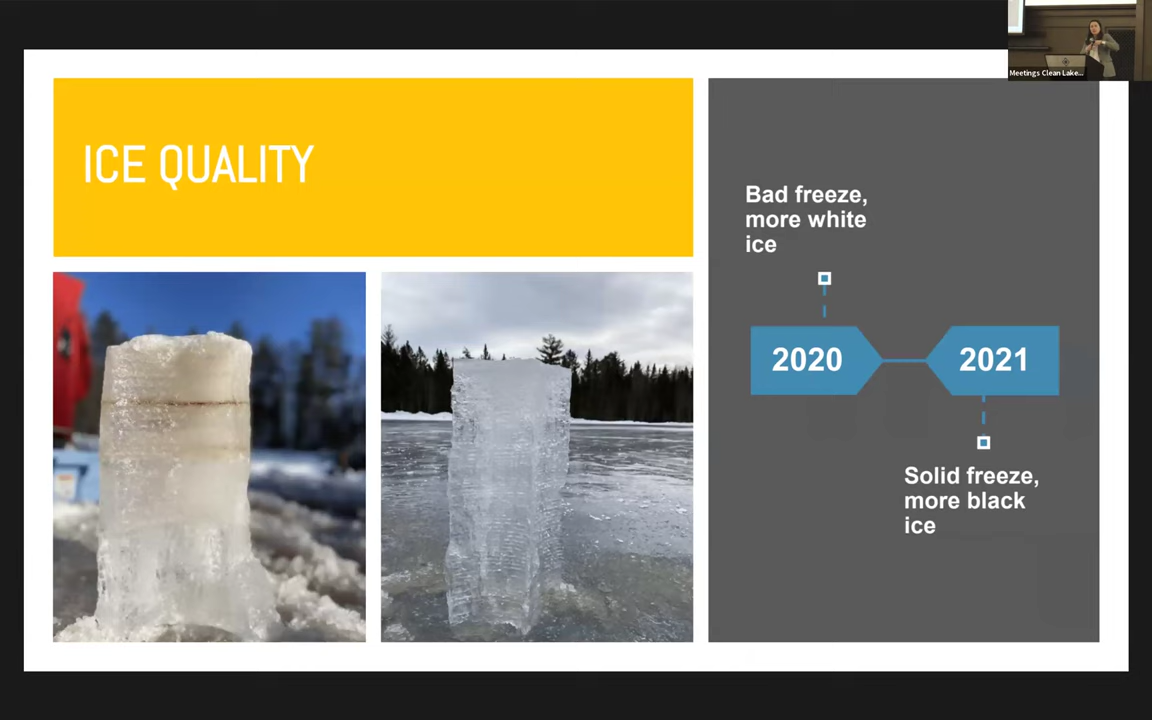 Meetings Clean Lake...
ICE QUALITY
Bad freeze,
more white
ice
2020
2021
Solid freeze,
more black
ice